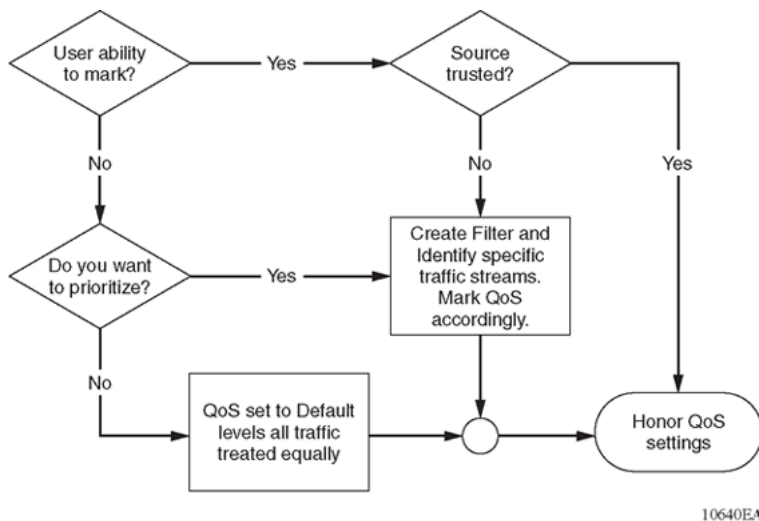 User ability
to mark?
Yes
Source
trusted?
No
No
Yes
Do you want
to prioritize?
Yes
Create Filter and
Identify specific
traffic streams.
Mark QoS
accordingly.
No
QoS set to Default
levels all traffic
treated equally
Honor QoS
settings
10640EA